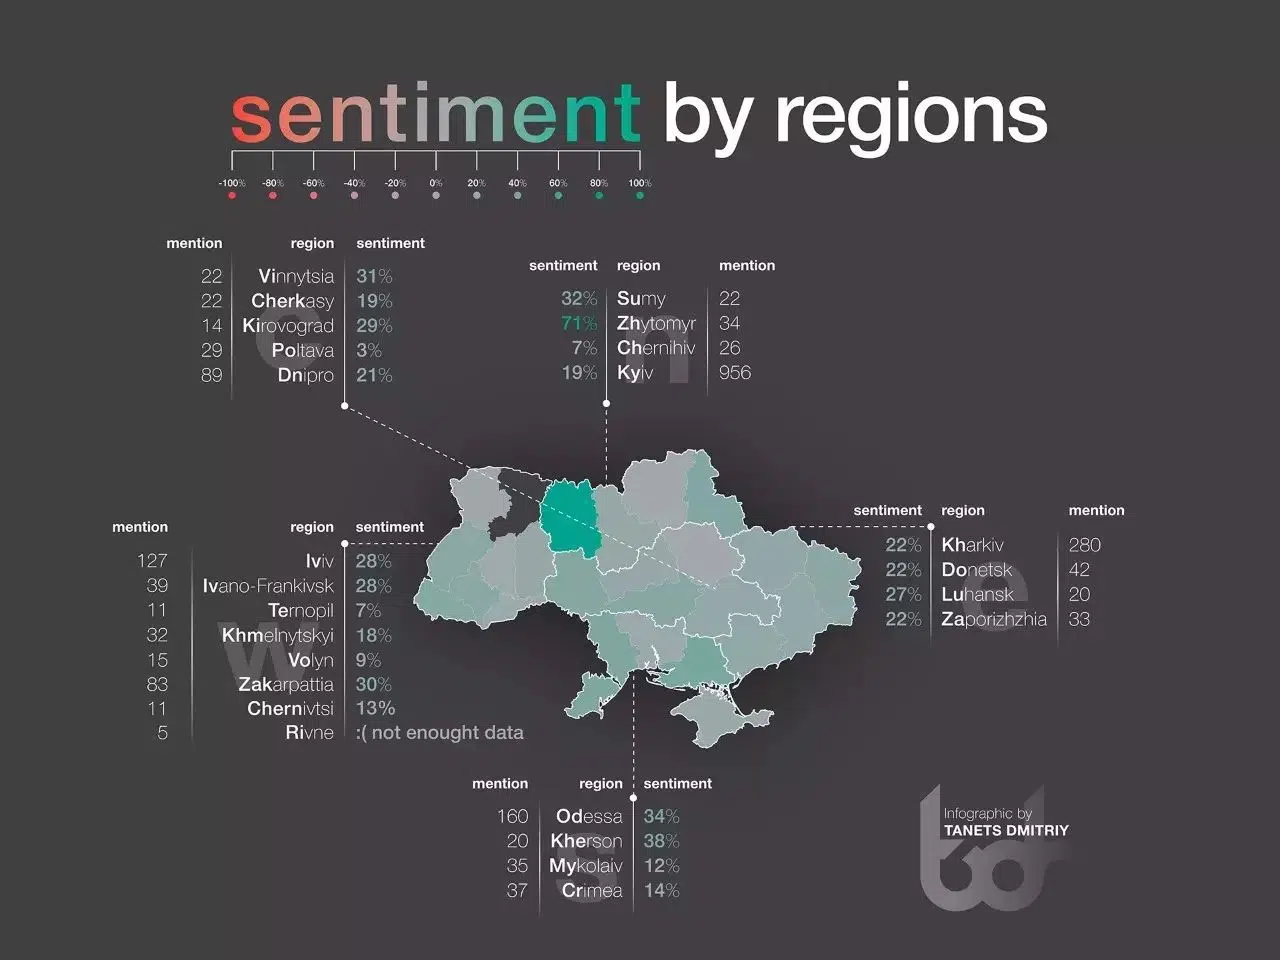 sentiment by regions
-100% -80% -60% -40% -20% 0% 20% 40% 60% 80% 100%
mention region sentiment
22 Vinnytsia 31%
22 Cherkasy 19%
14 Kirovograd 29%
29 Poltava 3%
89 Dnipro 21%
c
sentiment region mention
32% Sumy 22
71% Zhytomyr 34
7% Chernihiv 26
19% Kyiv 956
n
mention region sentiment
127 lviv 28%
39 Ivano-Frankivsk 28%
11 Ternopil 7%
32 Khmelnytskyi 18%
15 Volyn 9%
83 Zakarpattia 30%
11 Chernivtsi 13%
5 Rivne :( not enought data
w
sentiment region mention
22% Kharkiv 280
22% Donetsk 42
27% Luhansk 20
22% Zaporizhzhia 33
e
mention region sentiment
160 Odessa 34%
20 Kherson 38%
35 Mykolaiv 12%
37 Crimea 14%
s
Infographic by
TANETS DMITRIY